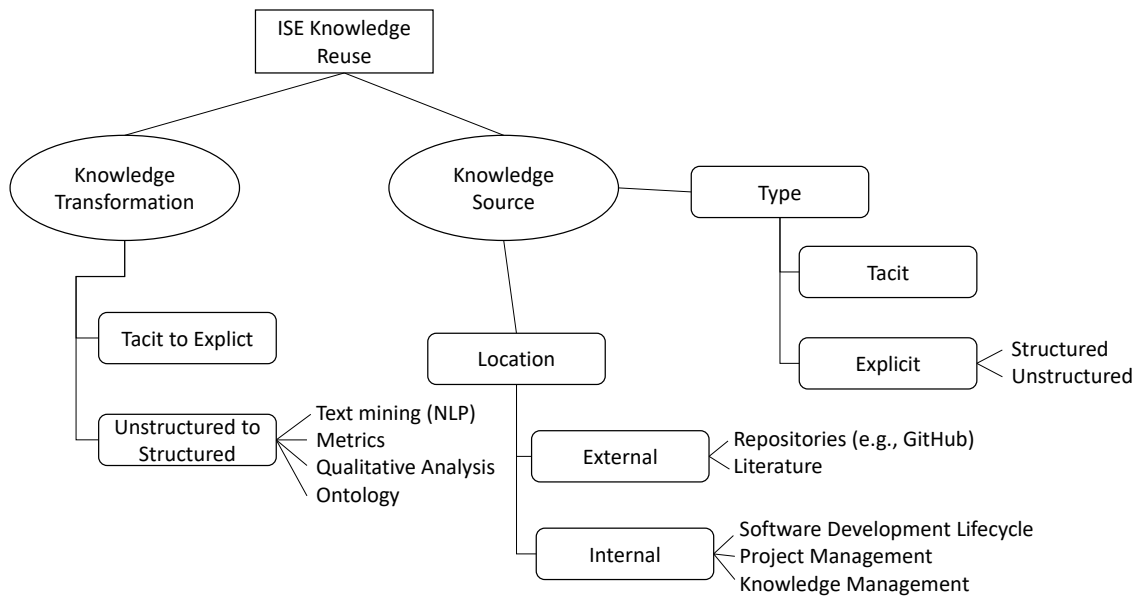 ISE Knowledge
Reuse
Knowledge
Transformation
Knowledge
Source
Type
Tacit
Explicit
Structured
Unstructured
Tacit to Explict
Unstructured to
Structured
Text mining (NLP)
Metrics
Qualitative Analysis
Ontology
Location
External
Repositories (e.g., GitHub)
Literature
Internal
Software Development Lifecycle
Project Management
Knowledge Management